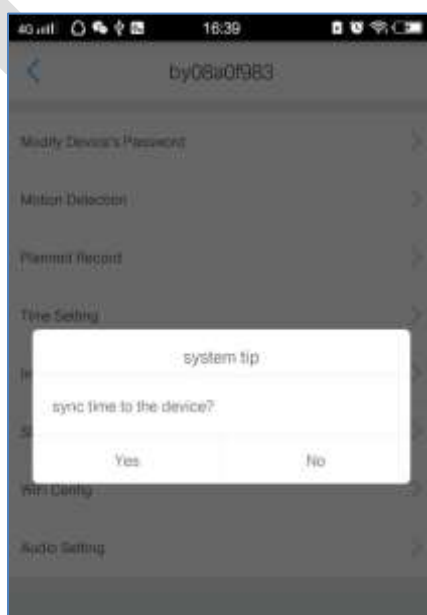 4G 16:39
by08a0f983
Modify Device's Password
Motion Detection
Planned Record
Time Setting
system tip
sync time to the device?
Yes No
WiFi Config
Audio Setting